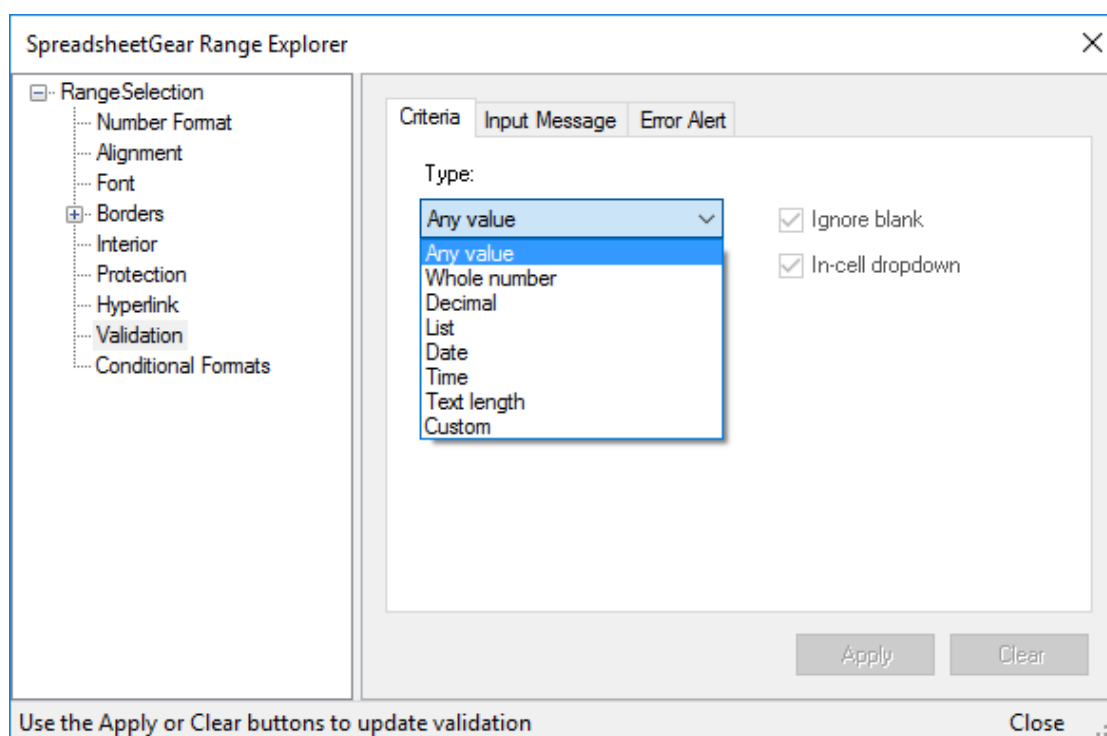 SpreadsheetGear Range Explorer
RangeSelection
Number Format
Alignment
Font
Borders
Interior
Protection
Hyperlink
Validation
Conditional Formats
Criteria Input Message Error Alert
Type:
Any value
Ignore blank
In-cell dropdown
Any value
Whole number
Decimal
List
Date
Time
Text length
Custom
Apply Clear
Use the Apply or Clear buttons to update validation Close